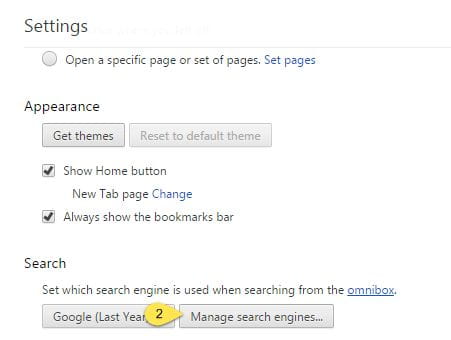 Settings
Open a specific page or set of pages. Set pages
Appearance
Get themes Reset to default theme
Show Home button
New Tab page Change
Always show the bookmarks bar
Search
Set which search engine is used when searching from the omnibox.
Google (Last Yea 2 Manage search engines...